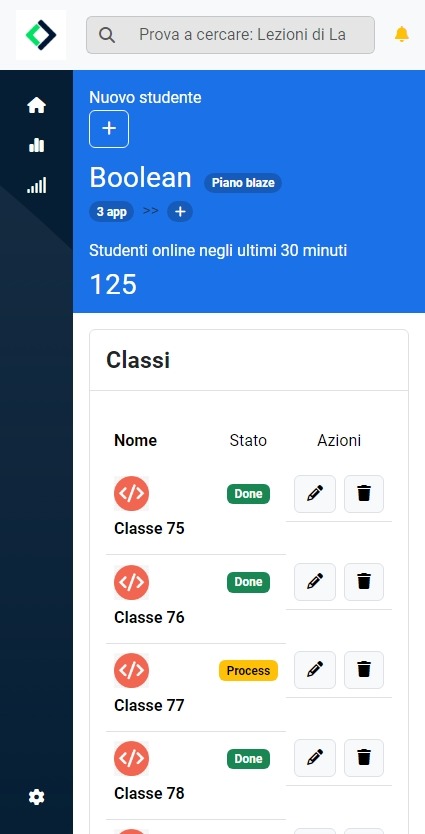 Prova a cercare: Lezioni di La
Nuovo studente
+
Boolean Piano blaze
3 app >> +
Studenti online negli ultimi 30 minuti
125
Classi
Nome Stato Azioni
Done
Classe 75
Done
Classe 76
Process
Classe 77
Done
Classe 78